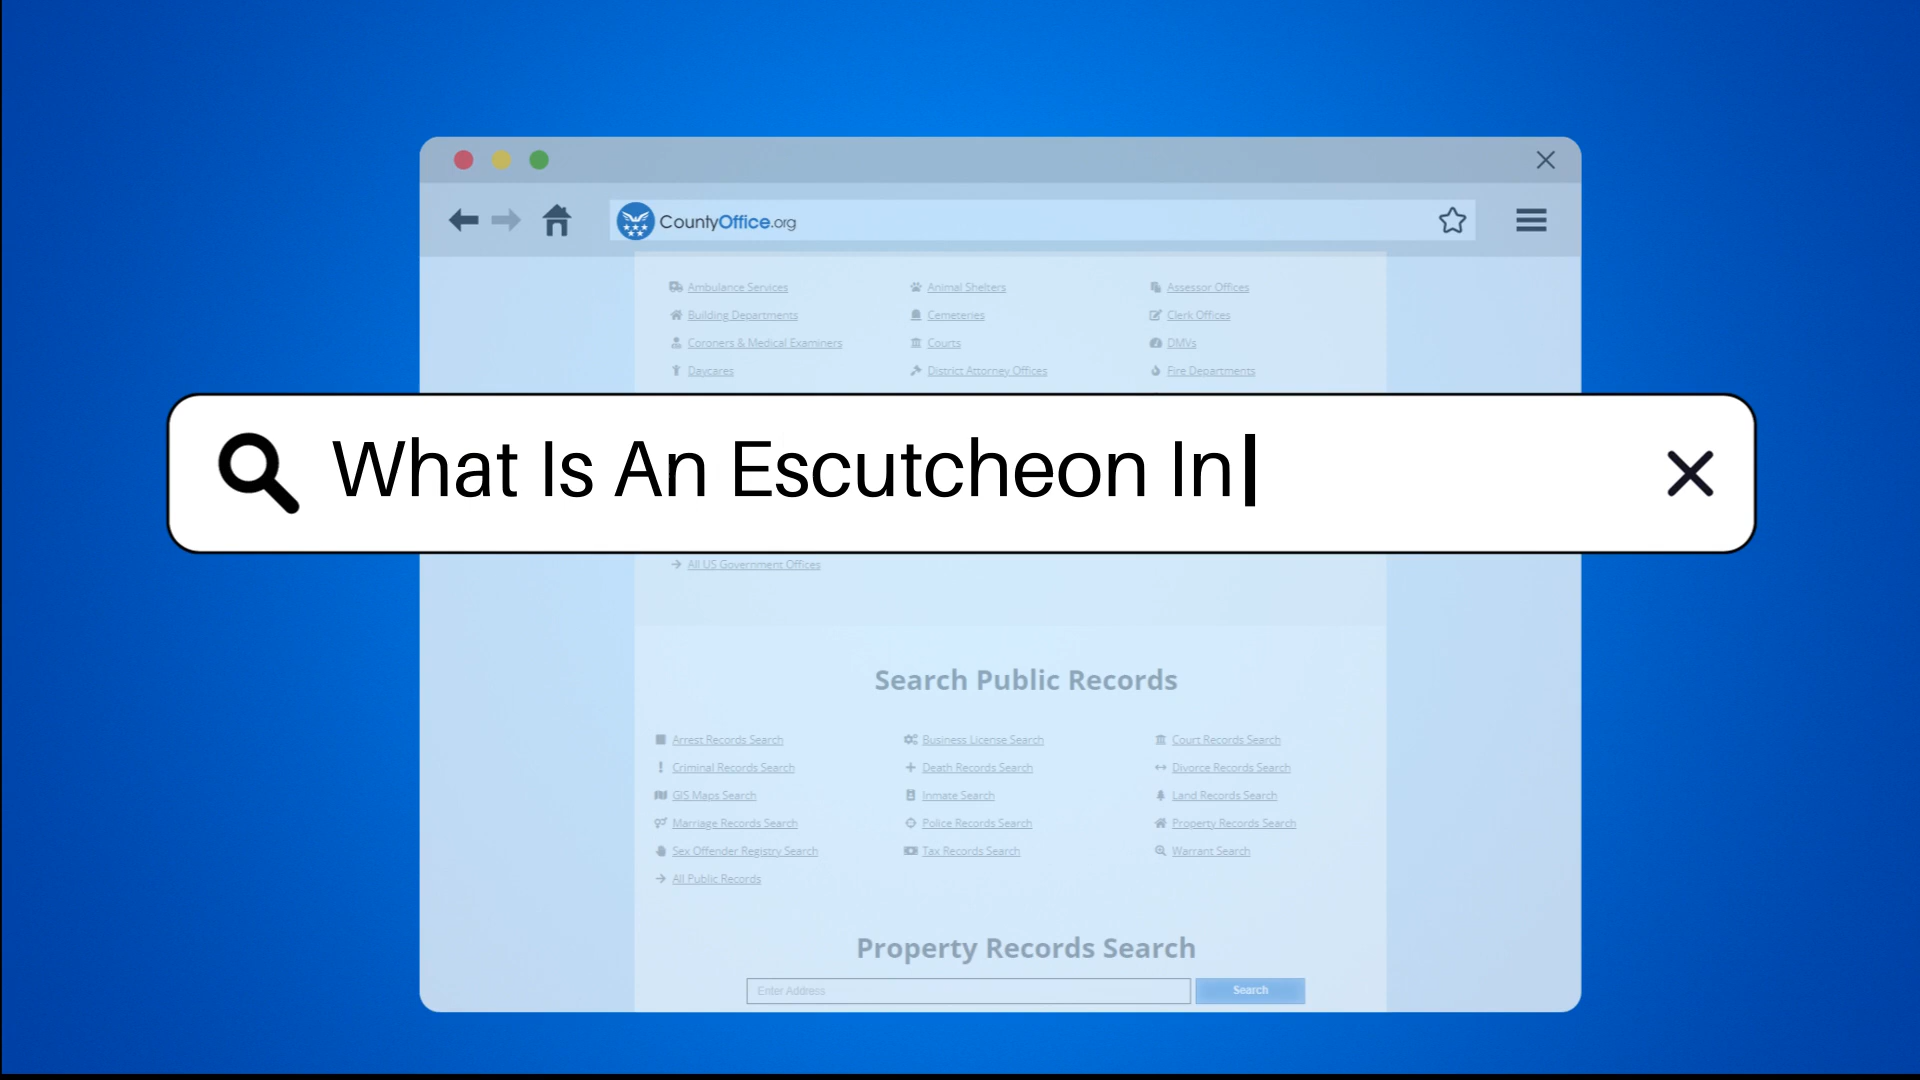 CountyOffice.org
Ambulance Services Animal Shelters Assessor Offices
Building Departments Cemeteries Clerk Offices
Coroners & Medical Examiners Courts DMVs
Daycares District Attorney Offices Fire Departments
What Is An Escutcheon In
All US Government Offices
Search Public Records
Arrest Records Search Business License Search Court Records Search
Criminal Records Search Death Records Search Divorce Records Search
GIS Maps Search Inmate Search Land Records Search
Marriage Records Search Police Records Search Property Records Search
Sex Offender Registry Search Tax Records Search Warrant Search
All Public Records
Property Records Search
Enter Address Search